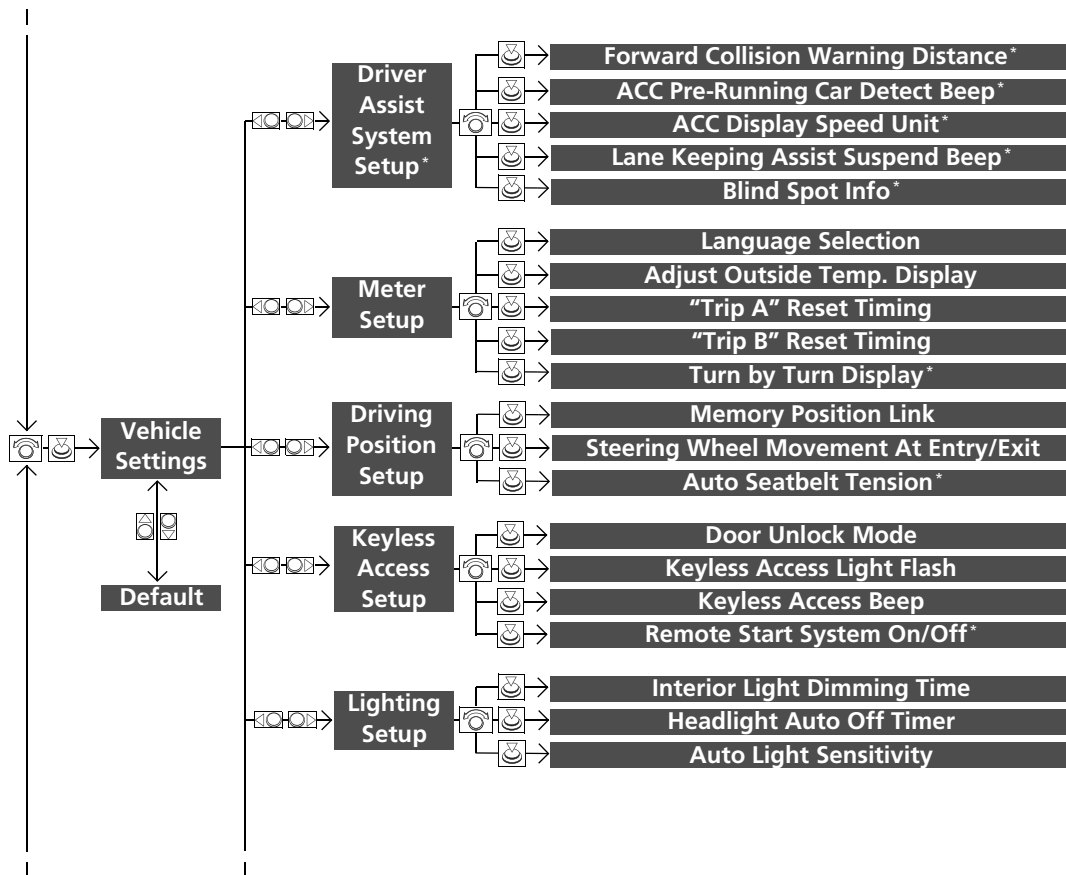 Driver
Assist
System
Setup*
Forward Collision Warning Distance*
ACC Pre-Running Car Detect Beep*
ACC Display Speed Unit*
Lane Keeping Assist Suspend Beep*
Blind Spot Info*
Meter
Setup
Language Selection
Adjust Outside Temp. Display
“Trip A” Reset Timing
“Trip B” Reset Timing
Turn by Turn Display*
Vehicle
Settings
Default
Driving
Position
Setup
Memory Position Link
Steering Wheel Movement At Entry/Exit
Auto Seatbelt Tension*
Keyless
Access
Setup
Door Unlock Mode
Keyless Access Light Flash
Keyless Access Beep
Remote Start System On/Off*
Lighting
Setup
Interior Light Dimming Time
Headlight Auto Off Timer
Auto Light Sensitivity